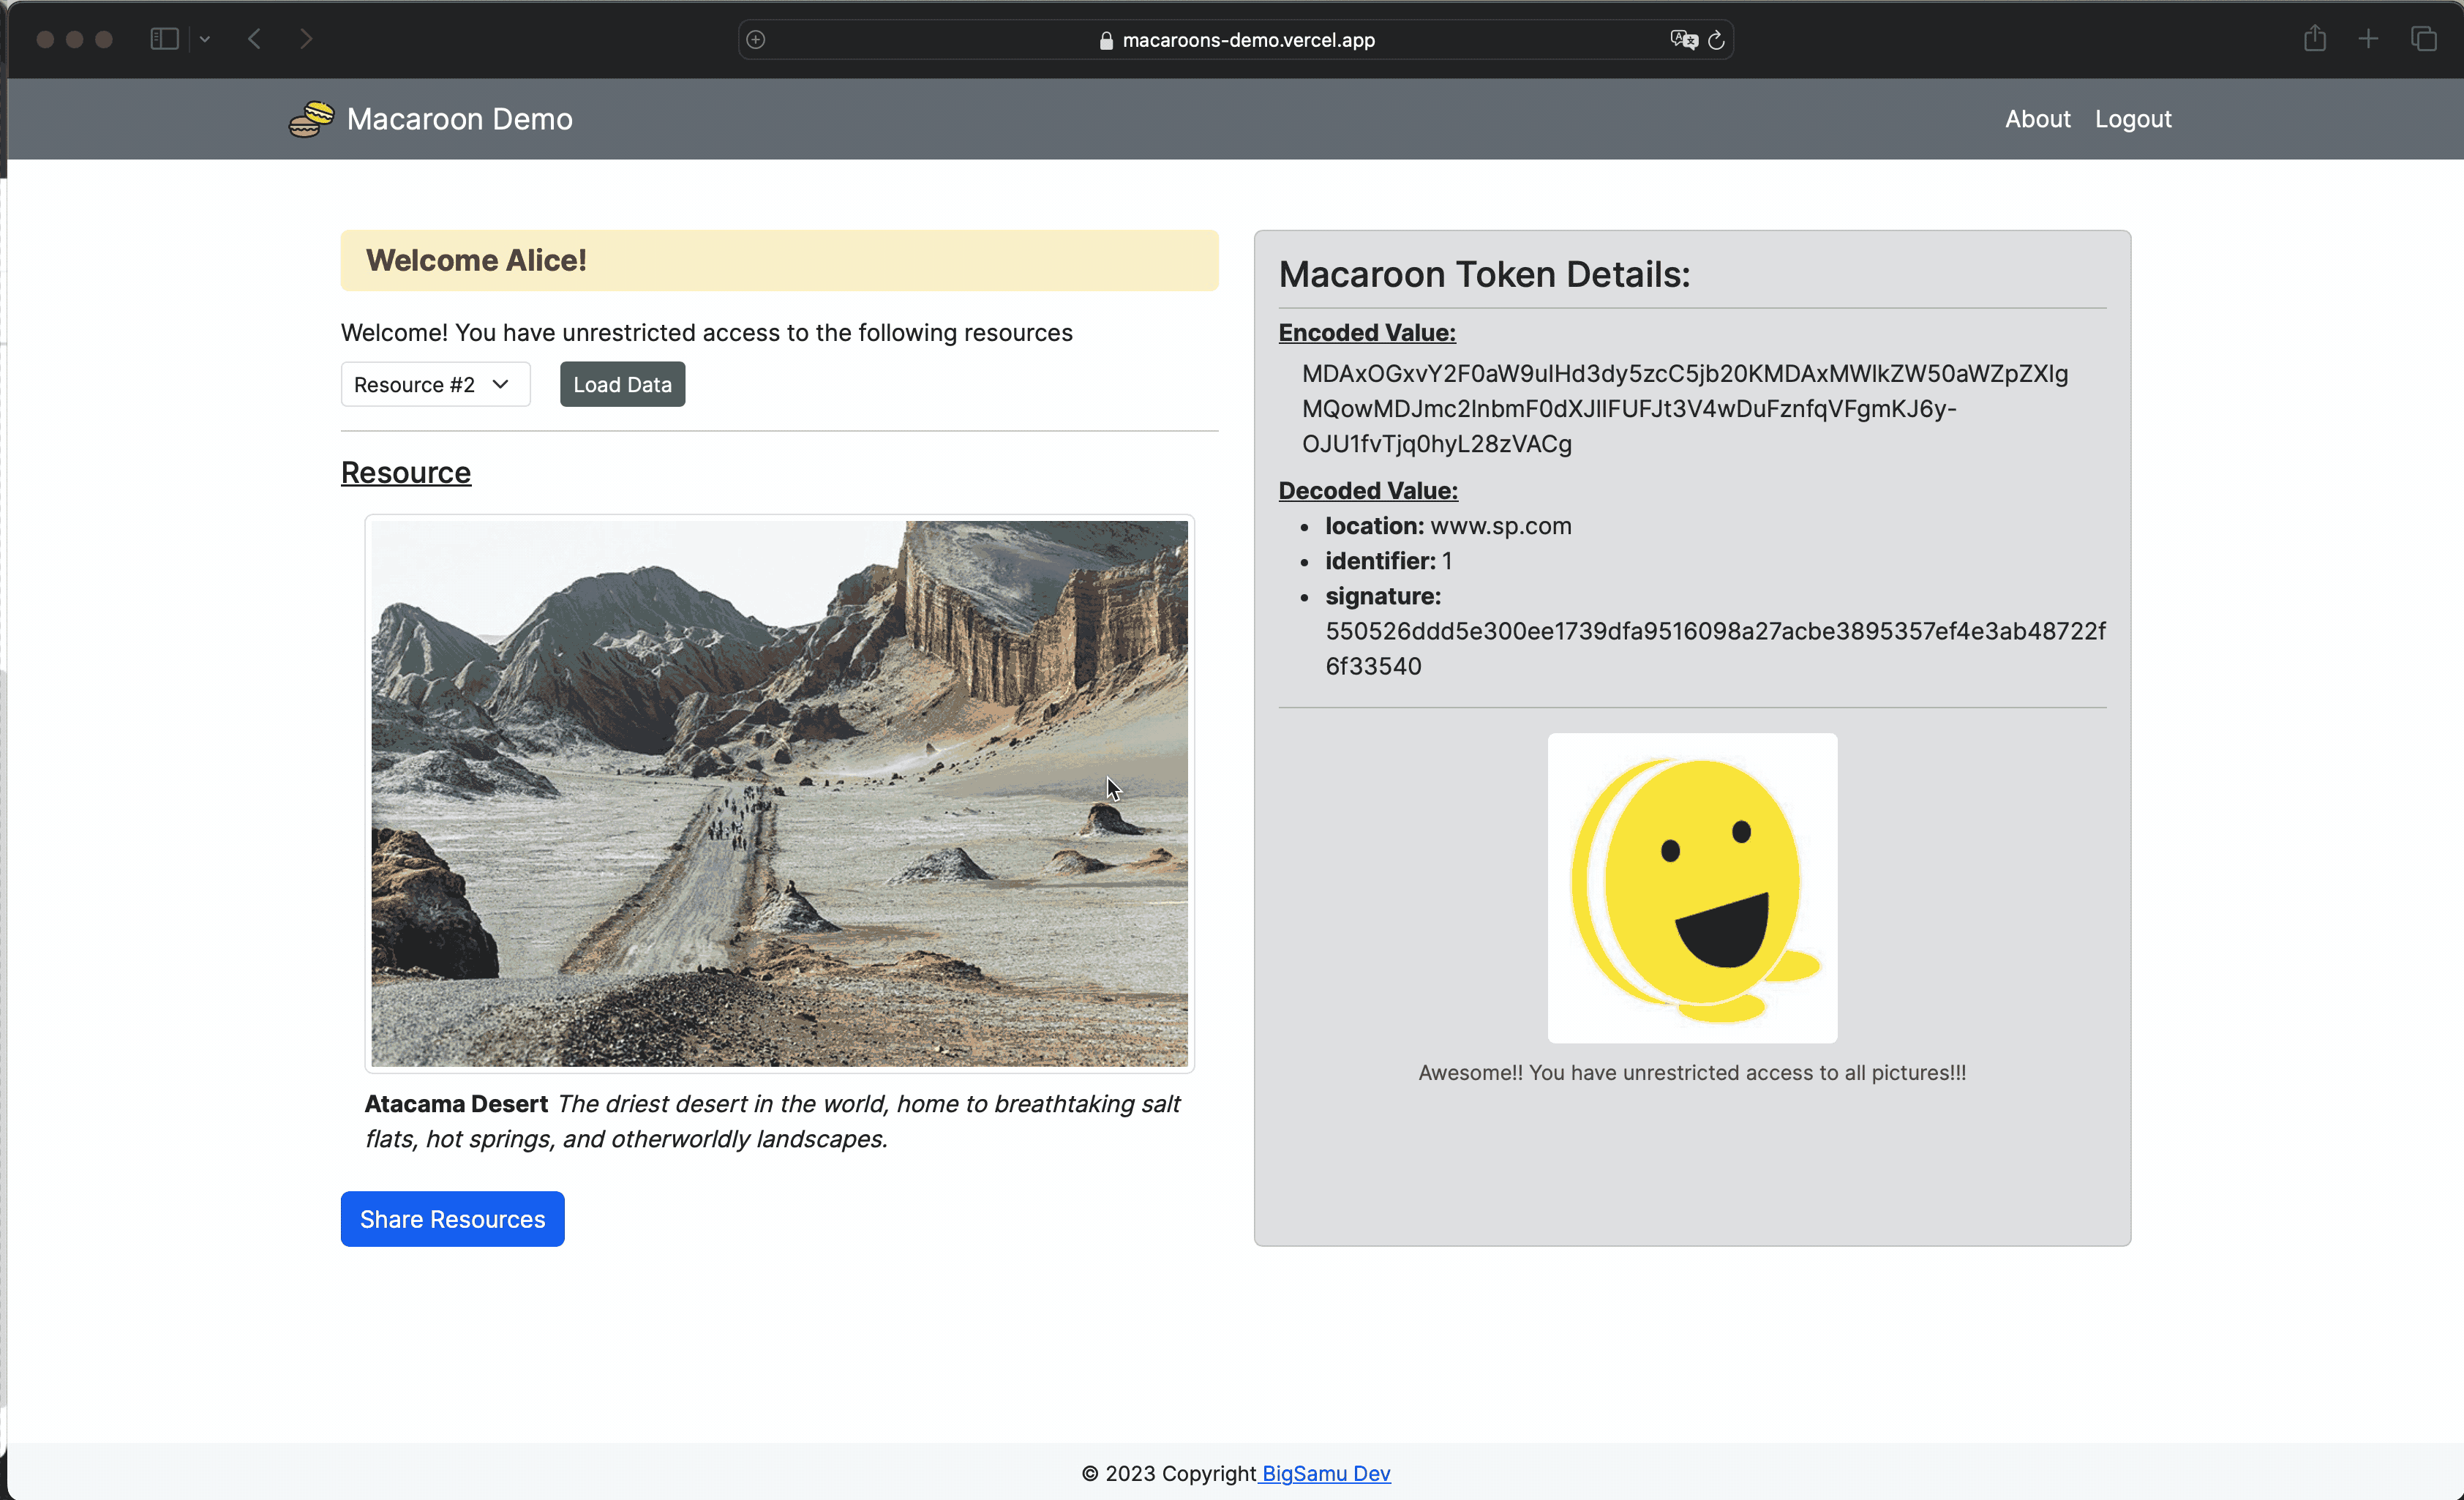 macaroons-demo.vercel.app
Macaroon Demo
About Logout
Welcome Alice!
Welcome! You have unrestricted access to the following resources
Resource #2
Load Data
Resource
Atacama Desert The driest desert in the world, home to breathtaking salt
flats, hot springs, and otherworldly landscapes.
Share Resources
Macaroon Token Details:
Encoded Value:
MDAxOGxvY2F0aW9uIHd3dy5zcC5jb20KMDAxMWlkZW50aWZpZXIg
MQowMDJmc2lnbmF0dXJlIFUFJt3V4wDuFznfqVFgmKJ6y-
OJU1fvTjq0hyL28zVACg
Decoded Value:
• location: www.sp.com
• identifier: 1
• signature:
550526ddd5e300ee1739dfa9516098a27acbe3895357ef4e3ab48722f
6f33540
Awesome!! You have unrestricted access to all pictures!!!
© 2023 Copyright BigSamu Dev